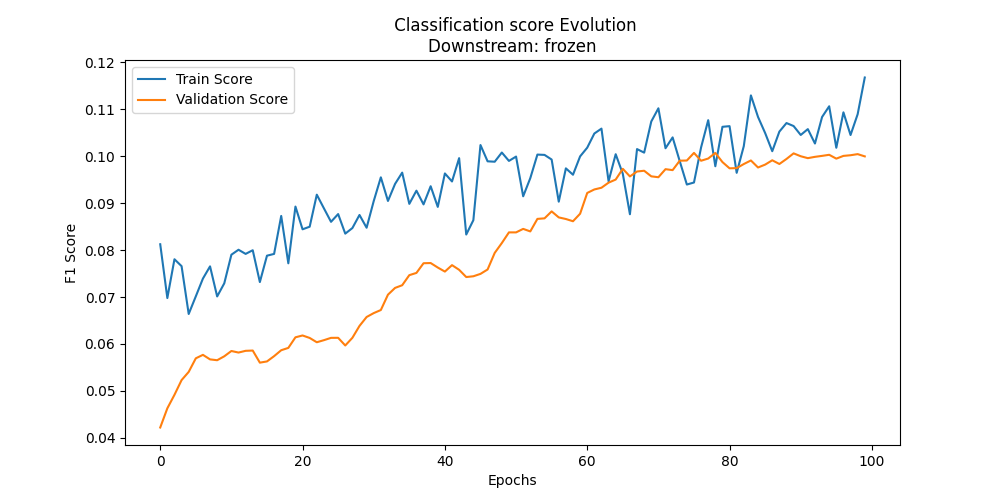 Classification score Evolution
Downstream: frozen
Train Score
Validation Score
F1 Score
0.12
0.11
0.10
0.09
0.08
0.07
0.06
0.05
0.04
0
20
40
60
80
100
Epochs